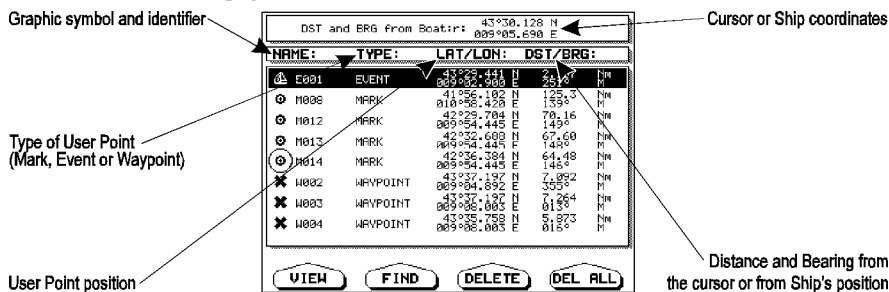 Graphic symbol and identifier
Cursor or Ship coordinates
DST and BRG from Boat:r: 43°30.128 N
009°05.690 E
NAME: TYPE: LAT/LON: DST/BRG:
E001 EVENT 43°29.441 N Nm
009°02.900 E 251° M
M008 MARK 41°56.102 N 125.3 Nm
010°58.420 E 139° M
M012 MARK 42°29.704 N 70.16 Nm
009°54.445 E 149° M
M013 MARK 42°32.688 N 67.60 Nm
009°54.445 E 148° M
M014 MARK 42°36.384 N 64.48 Nm
009°54.445 E 146° M
W002 WAYPOINT 43°37.197 N 7.092 Nm
009°04.892 E 355° M
W003 WAYPOINT 43°37.197 N 7.264 Nm
009°08.003 E 013° M
W004 WAYPOINT 43°35.758 N 5.873 Nm
009°08.003 E 016° M
Type of User Point
(Mark, Event or Waypoint)
User Point position
Distance and Bearing from
the cursor or from Ship's position
VIEW FIND DELETE DEL ALL